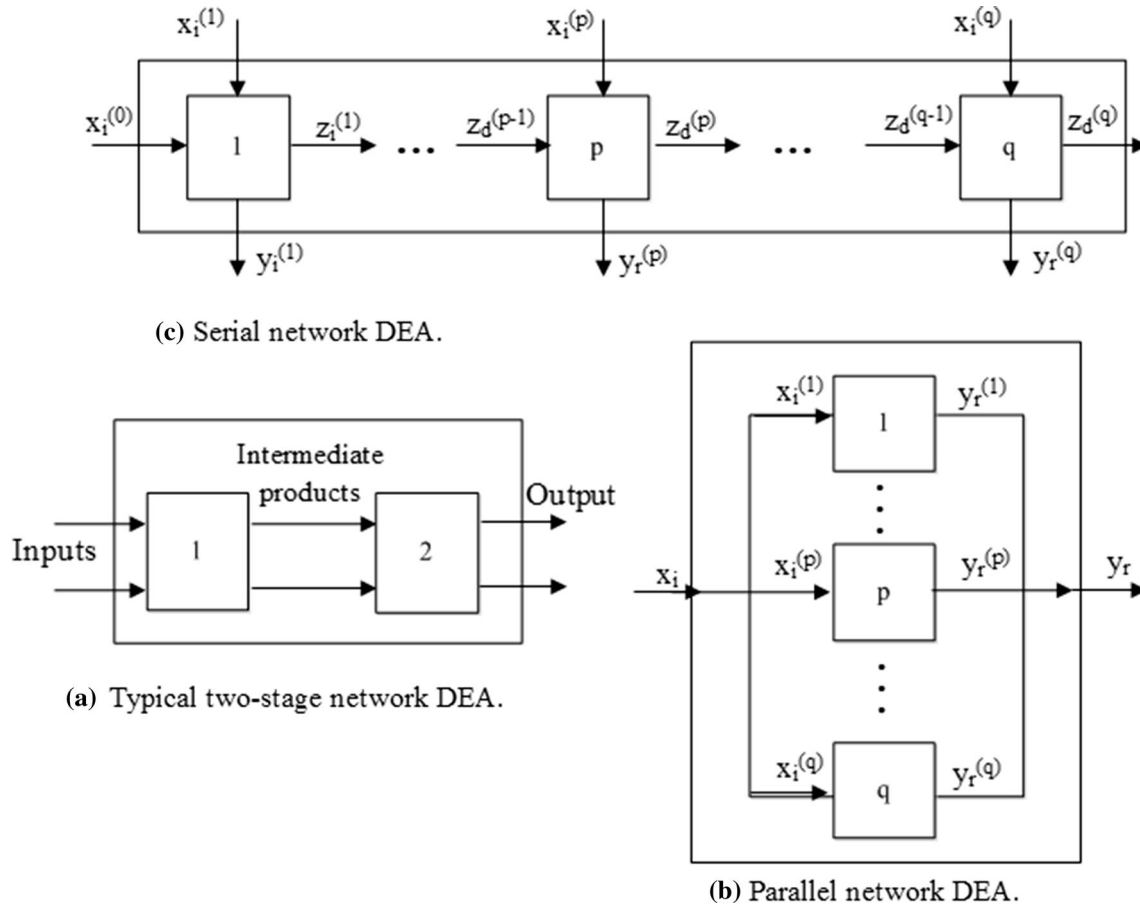 x_i^(1) x_i^(p) x_i^(q)
x_i^(0) 1 z_i^(1) ... z_d^(p-1) p z_d^(p) ... z_d^(q-1) q z_d^(q)
y_i^(1) y_r^(p) y_r^(q)
(c) Serial network DEA.
Inputs
1
Intermediate
products
2
Output
(a) Typical two-stage network DEA.
x_i^(1) 1 y_r^(1)
x_i x_i^(p) p y_r^(p) y_r
x_i^(q) q y_r^(q)
(b) Parallel network DEA.